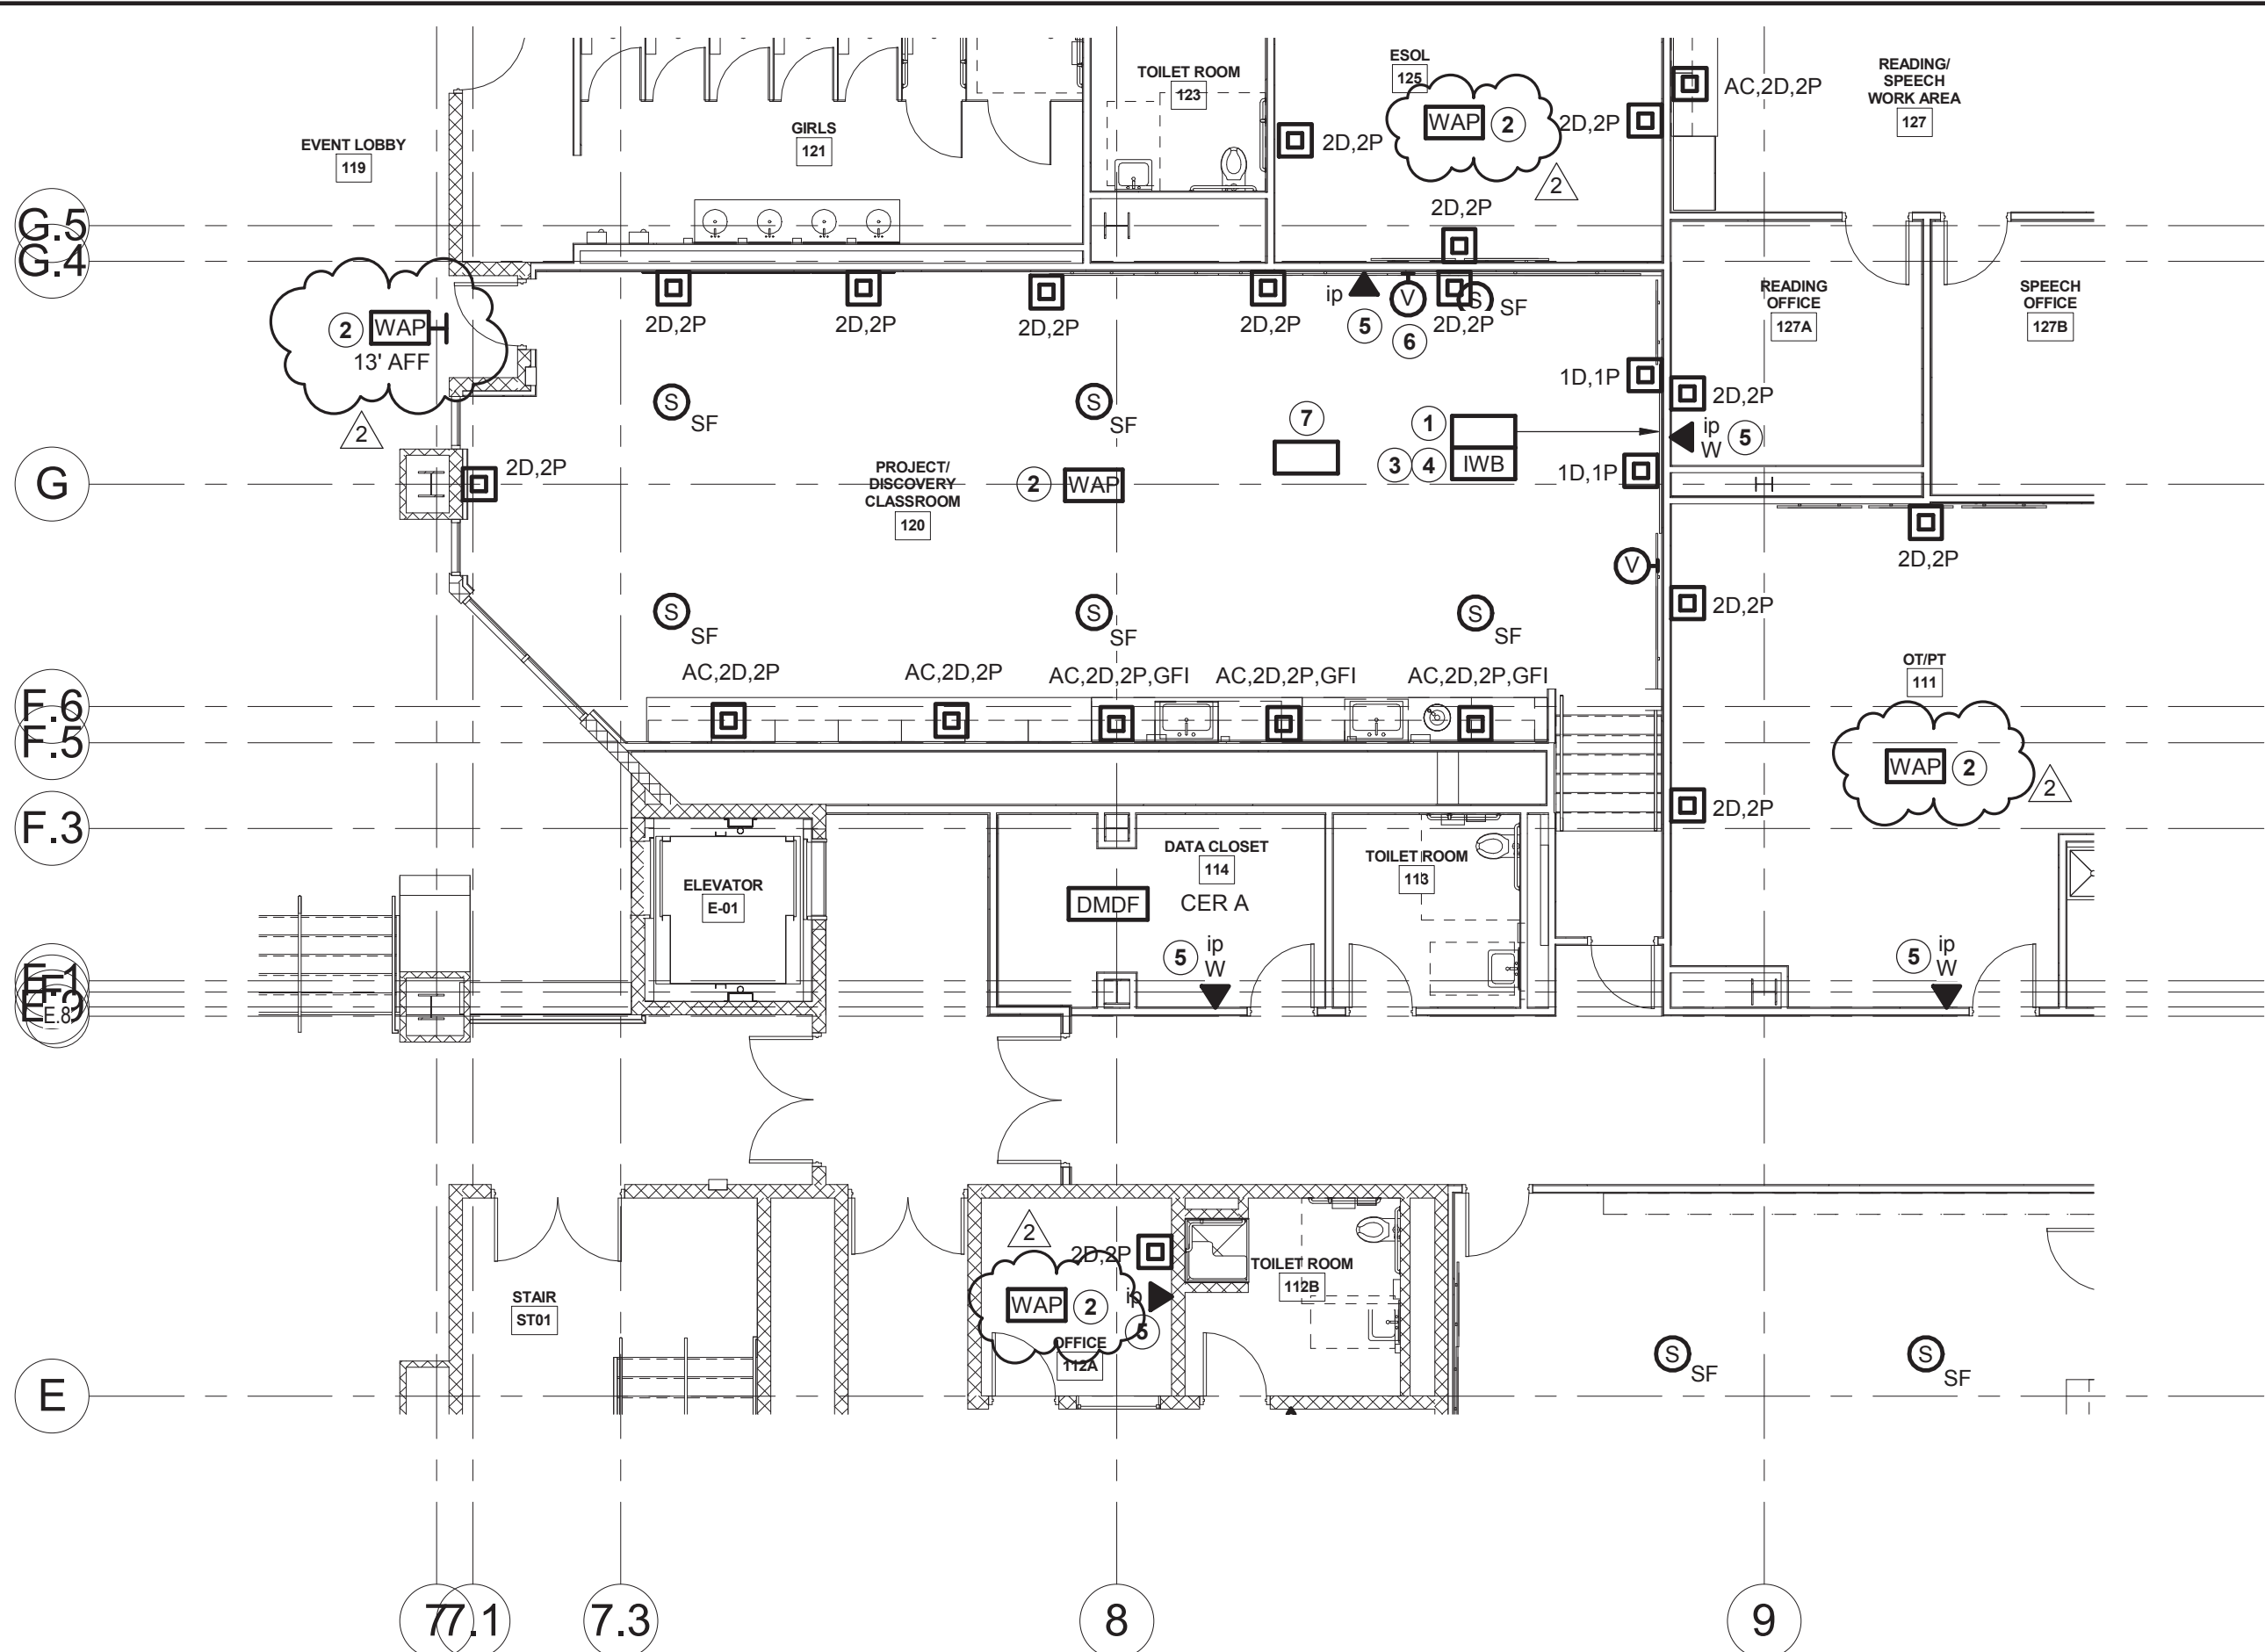 TOILET ROOM
123
ESOL
125
WAP 2
2D,2P
AC,2D,2P
READING/
SPEECH
WORK AREA
127
GIRLS
121
2D,2P
2
EVENT LOBBY
119
2D,2P
G.5
G.4
READING
OFFICE
127A
SPEECH
OFFICE
127B
2 WAP
13' AFF
2
2D,2P
2D,2P
2D,2P
2D,2P
ip
5
V
6
2D,2P
S
SF
1D,1P
2D,2P
ip
W
5
S
SF
S
SF
7
1
3 4 IWB
1D,1P
G
2D,2P
PROJECT/
DISCOVERY
CLASSROOM
120
2 WAP
V
2D,2P
2D,2P
S
SF
S
SF
S
SF
AC,2D,2P
AC,2D,2P
AC,2D,2P,GFI
AC,2D,2P,GFI
AC,2D,2P,GFI
OT/PT
111
F.6
F.5
WAP 2
2
2D,2P
F.3
ELEVATOR
E-01
DATA CLOSET
114
DMDF
CER A
TOILET ROOM
113
5
ip
W
5
ip
W
E.8
2
2D,2P
WAP 2
ip
5
OFFICE
112A
TOILET ROOM
112B
STAIR
ST01
S
SF
S
SF
E
7
7.1
7.3
8
9